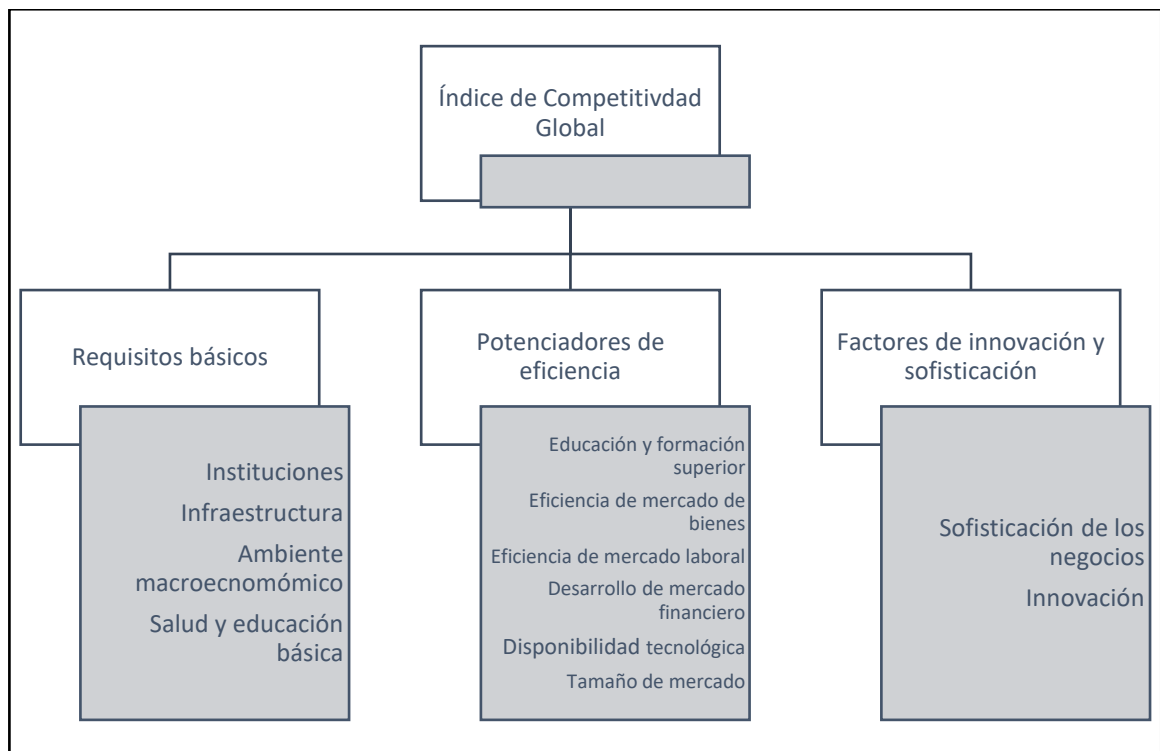 Índice de Competitivdad
Global
Requisitos básicos
Instituciones
Infraestructura
Ambiente
macroecnomómico
Salud y educación
básica
Potenciadores de
eficiencia
Educación y formación
superior
Eficiencia de mercado de
bienes
Eficiencia de mercado laboral
Desarrollo de mercado
financiero
Disponibilidad tecnológica
Tamaño de mercado
Factores de innovación y
sofisticación
Sofisticación de los
negocios
Innovación